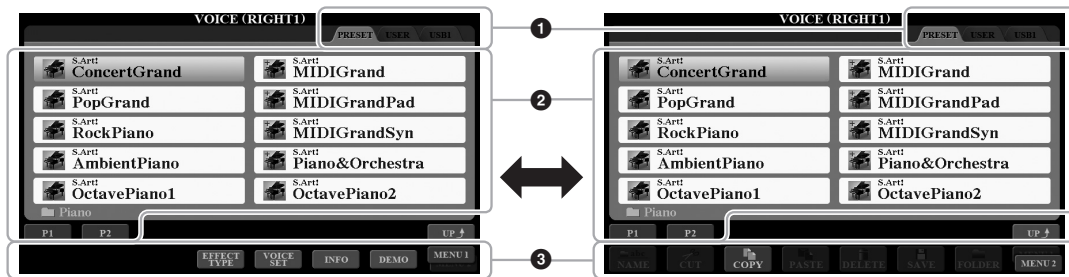 VOICE (RIGHT1)
PRESET USER USB1
S.Art! ConcertGrand
S.Art! MIDIGrand
S.Art! PopGrand
S.Art! MIDIGrandPad
S.Art! RockPiano
S.Art! MIDIGrandSyn
S.Art! AmbientPiano
S.Art! Piano&Orchestra
S.Art! OctavePiano1
S.Art! OctavePiano2
Piano
P1 P2 UP
EFFECT TYPE VOICE SET INFO DEMO MENU 1
1
2
3
VOICE (RIGHT1)
PRESET USER USB1
S.Art! ConcertGrand
S.Art! MIDIGrand
S.Art! PopGrand
S.Art! MIDIGrandPad
S.Art! RockPiano
S.Art! MIDIGrandSyn
S.Art! AmbientPiano
S.Art! Piano&Orchestra
S.Art! OctavePiano1
S.Art! OctavePiano2
Piano
P1 P2 UP
NAME CUT COPY PASTE DELETE SAVE FOLDER MENU 2